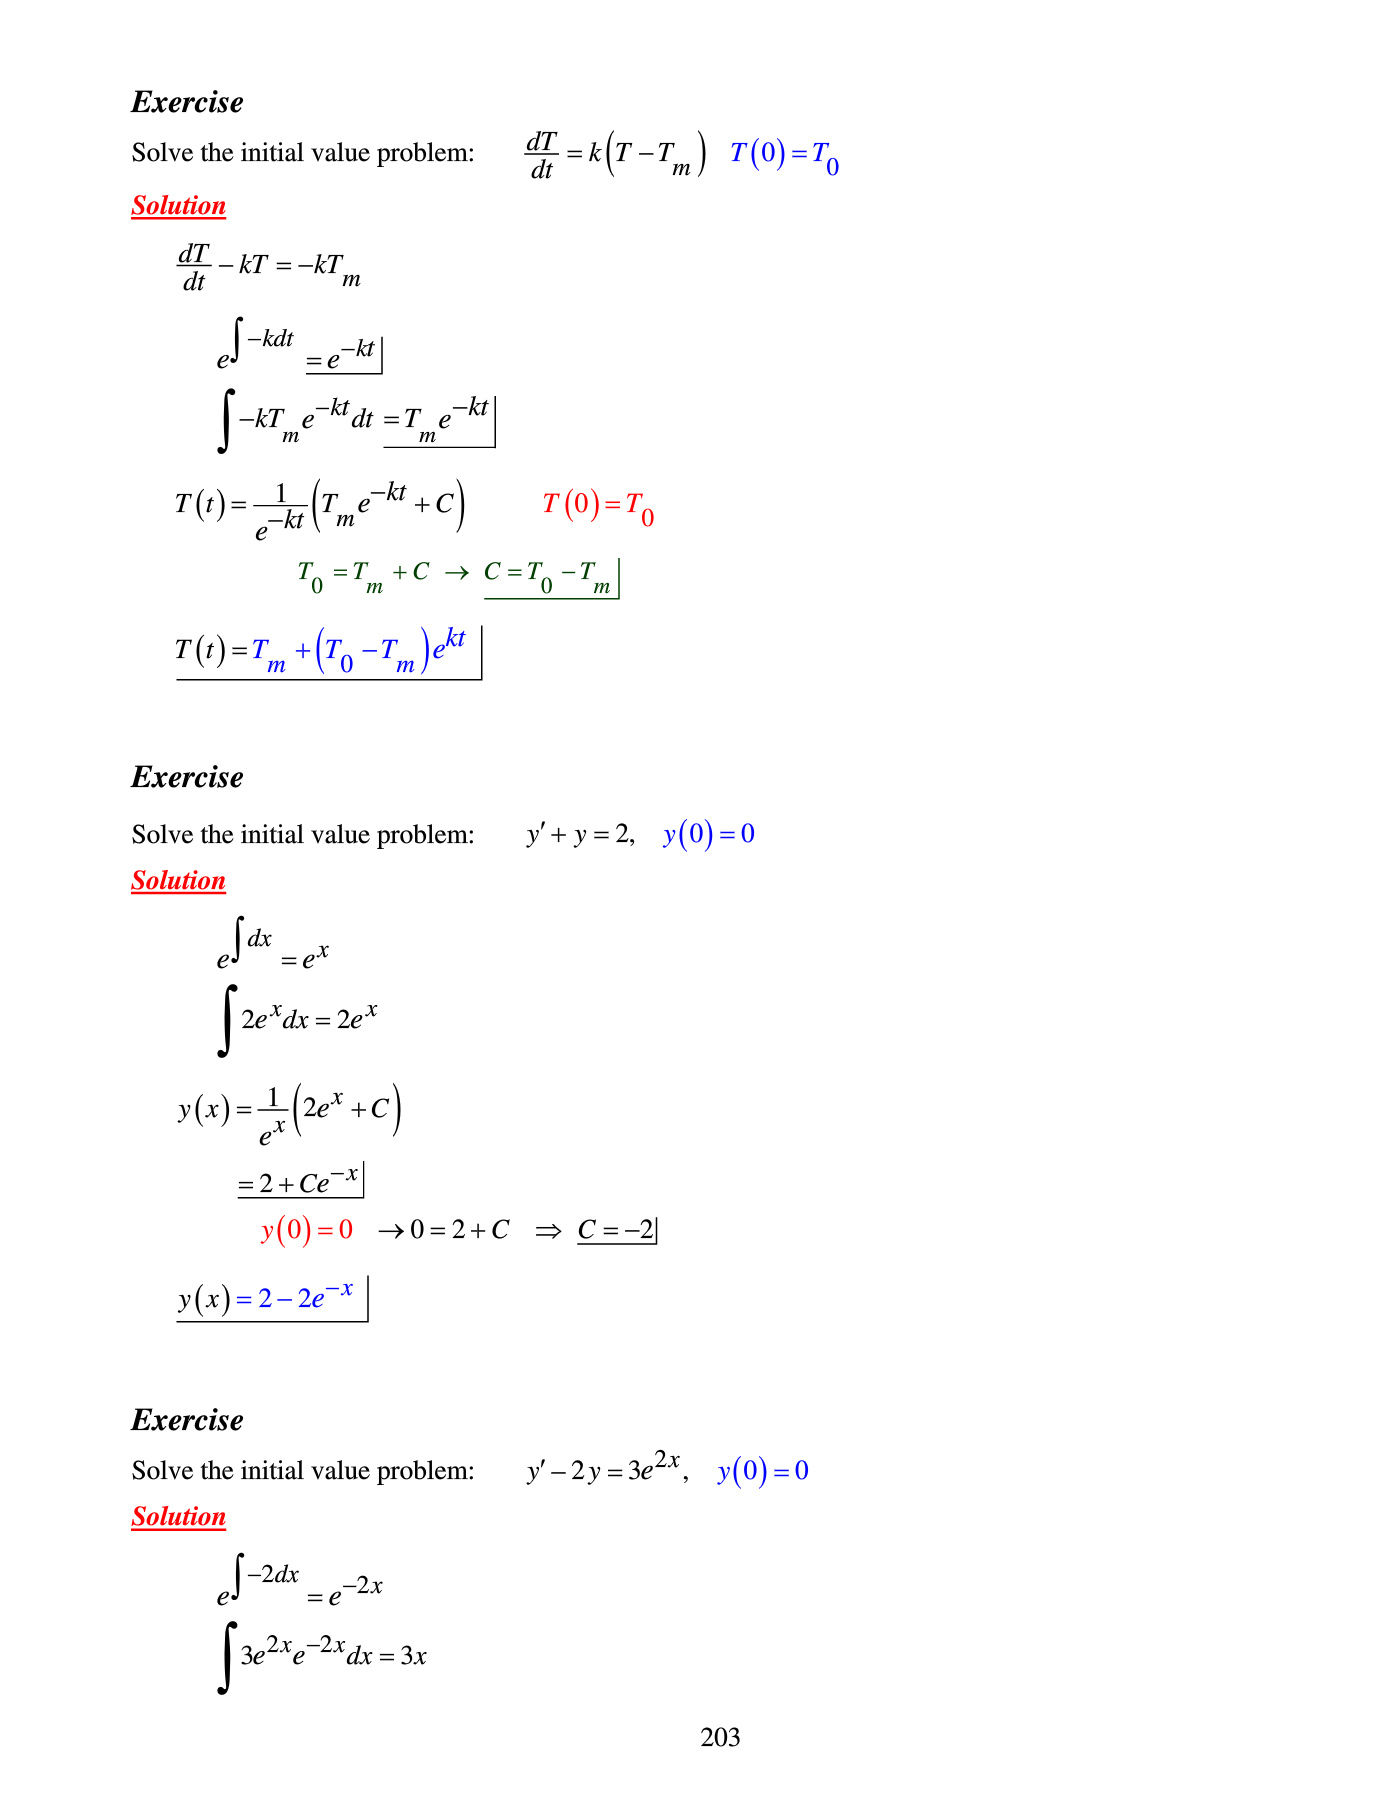 Exercise
Solve the initial value problem: $\frac{dT}{dt} = k\left(T - T_m\right) \quad T(0) = T_0$
Solution
$\frac{dT}{dt} - kT = -kT_m$
$e^{\int -kdt} = e^{-kt}$
$\int -kT_m e^{-kt} dt = T_m e^{-kt}$
$T(t) = \frac{1}{e^{-kt}}\left(T_m e^{-kt} + C\right) \quad T(0) = T_0$
$T_0 = T_m + C \rightarrow C = T_0 - T_m$
$T(t) = T_m + \left(T_0 - T_m\right)e^{kt}$
Exercise
Solve the initial value problem: $y' + y = 2, \quad y(0) = 0$
Solution
$e^{\int dx} = e^x$
$\int 2e^x dx = 2e^x$
$y(x) = \frac{1}{e^x}\left(2e^x + C\right)$
$= 2 + Ce^{-x}$
$y(0) = 0 \rightarrow 0 = 2 + C \Rightarrow C = -2$
$y(x) = 2 - 2e^{-x}$
Exercise
Solve the initial value problem: $y' - 2y = 3e^{2x}, \quad y(0) = 0$
Solution
$e^{\int -2dx} = e^{-2x}$
$\int 3e^{2x} e^{-2x} dx = 3x$
203